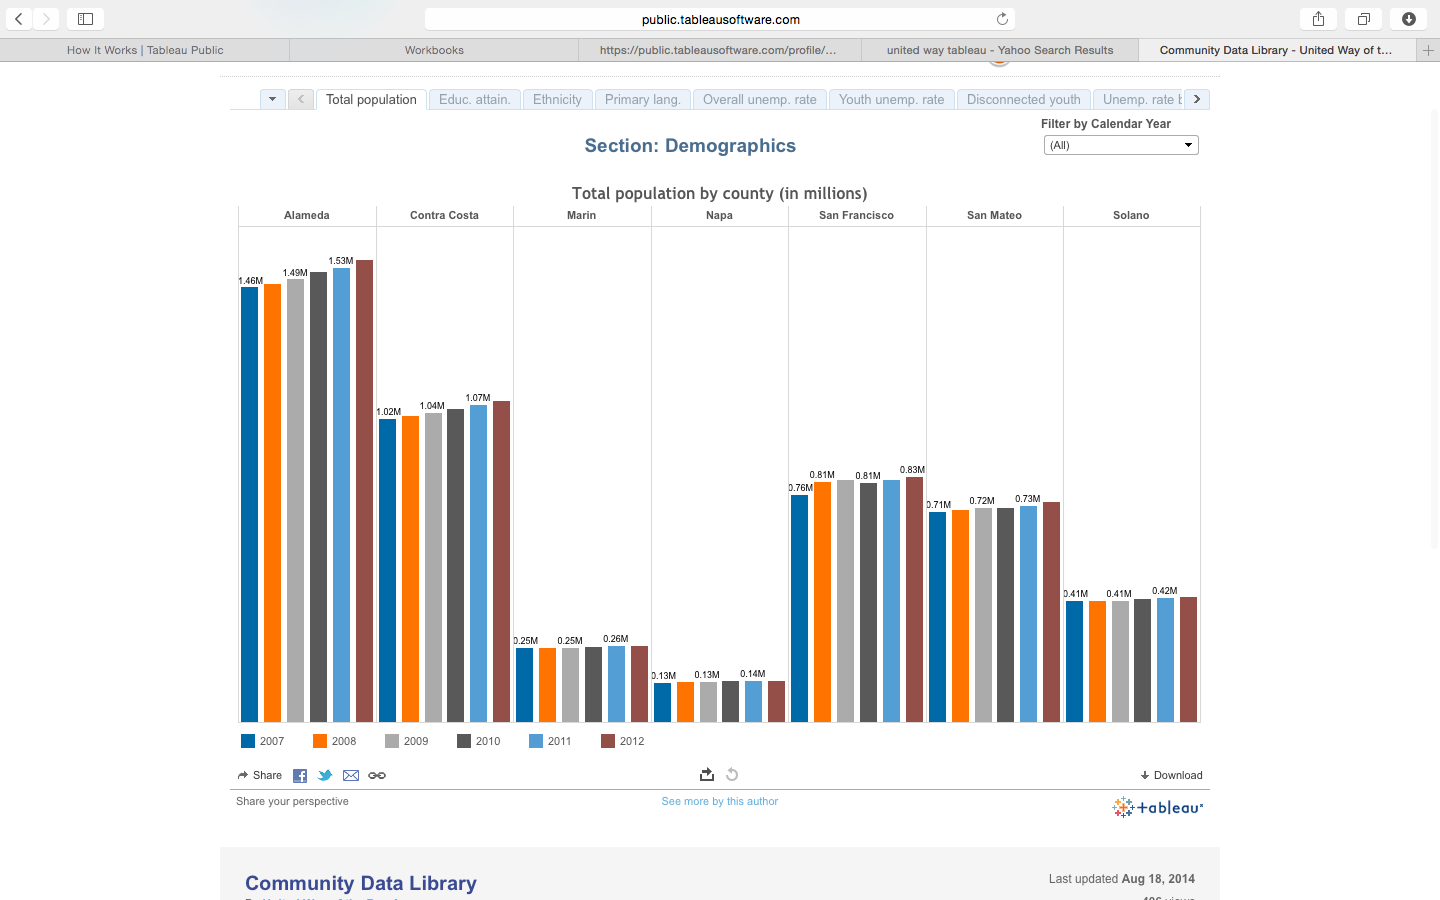 public.tableausoftware.com
How It Works | Tableau Public
Workbooks
https://public.tableausoftware.com/profile/...
united way tableau - Yahoo Search Results
Community Data Library - United Way of t...
Total population
Educ. attain.
Ethnicity
Primary lang.
Overall unemp. rate
Youth unemp. rate
Disconnected youth
Unemp. rate b
Filter by Calendar Year
(All)
Section: Demographics
Total population by county (in millions)
Alameda
Contra Costa
Marin
Napa
San Francisco
San Mateo
Solano
1.46M
1.49M
1.53M
1.02M
1.04M
1.07M
0.25M
0.25M
0.26M
0.13M
0.13M
0.14M
0.76M
0.81M
0.81M
0.83M
0.71M
0.72M
0.73M
0.41M
0.41M
0.42M
2007
2008
2009
2010
2011
2012
Share
Download
Share your perspective
See more by this author
+ableau
Community Data Library
Last updated Aug 18, 2014